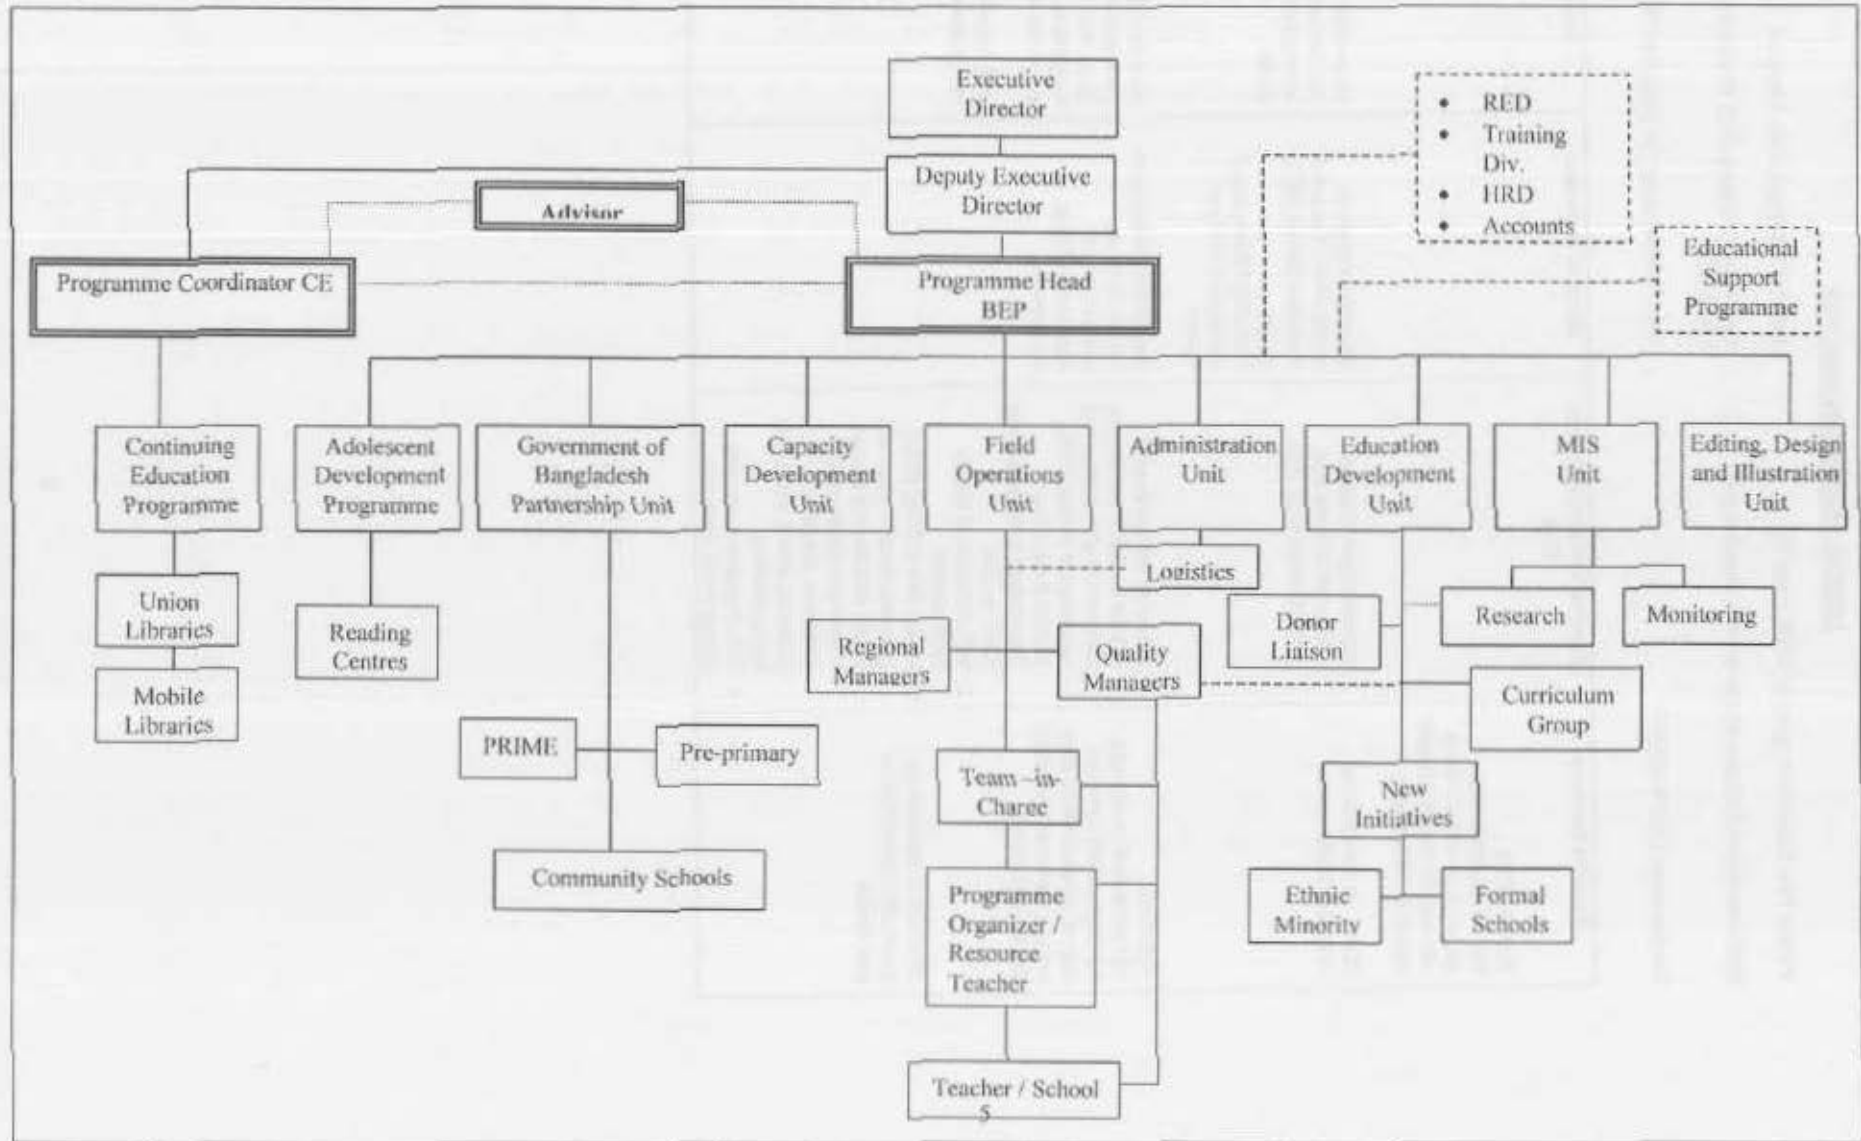 Executive
Director
Deputy Executive
Director
Advisor
Programme Coordinator CE
Programme Head
BEP
• RED
• Training
Div.
• HRD
• Accounts
Educational
Support
Programme
Continuing
Education
Programme
Adolescent
Development
Programme
Government of
Bangladesh
Partnership Unit
Capacity
Development
Unit
Field
Operations
Unit
Administration
Unit
Education
Development
Unit
MIS
Unit
Editing, Design
and Illustration
Unit
Union
Libraries
Mobile
Libraries
Reading
Centres
PRIME
Pre-primary
Community Schools
Logistics
Regional
Managers
Quality
Managers
Team –in-
Charge
Programme
Organizer /
Resource
Teacher
Teacher / School
Donor
Liaison
Research
Monitoring
Curriculum
Group
New
Initiatives
Ethnic
Minority
Formal
Schools
5